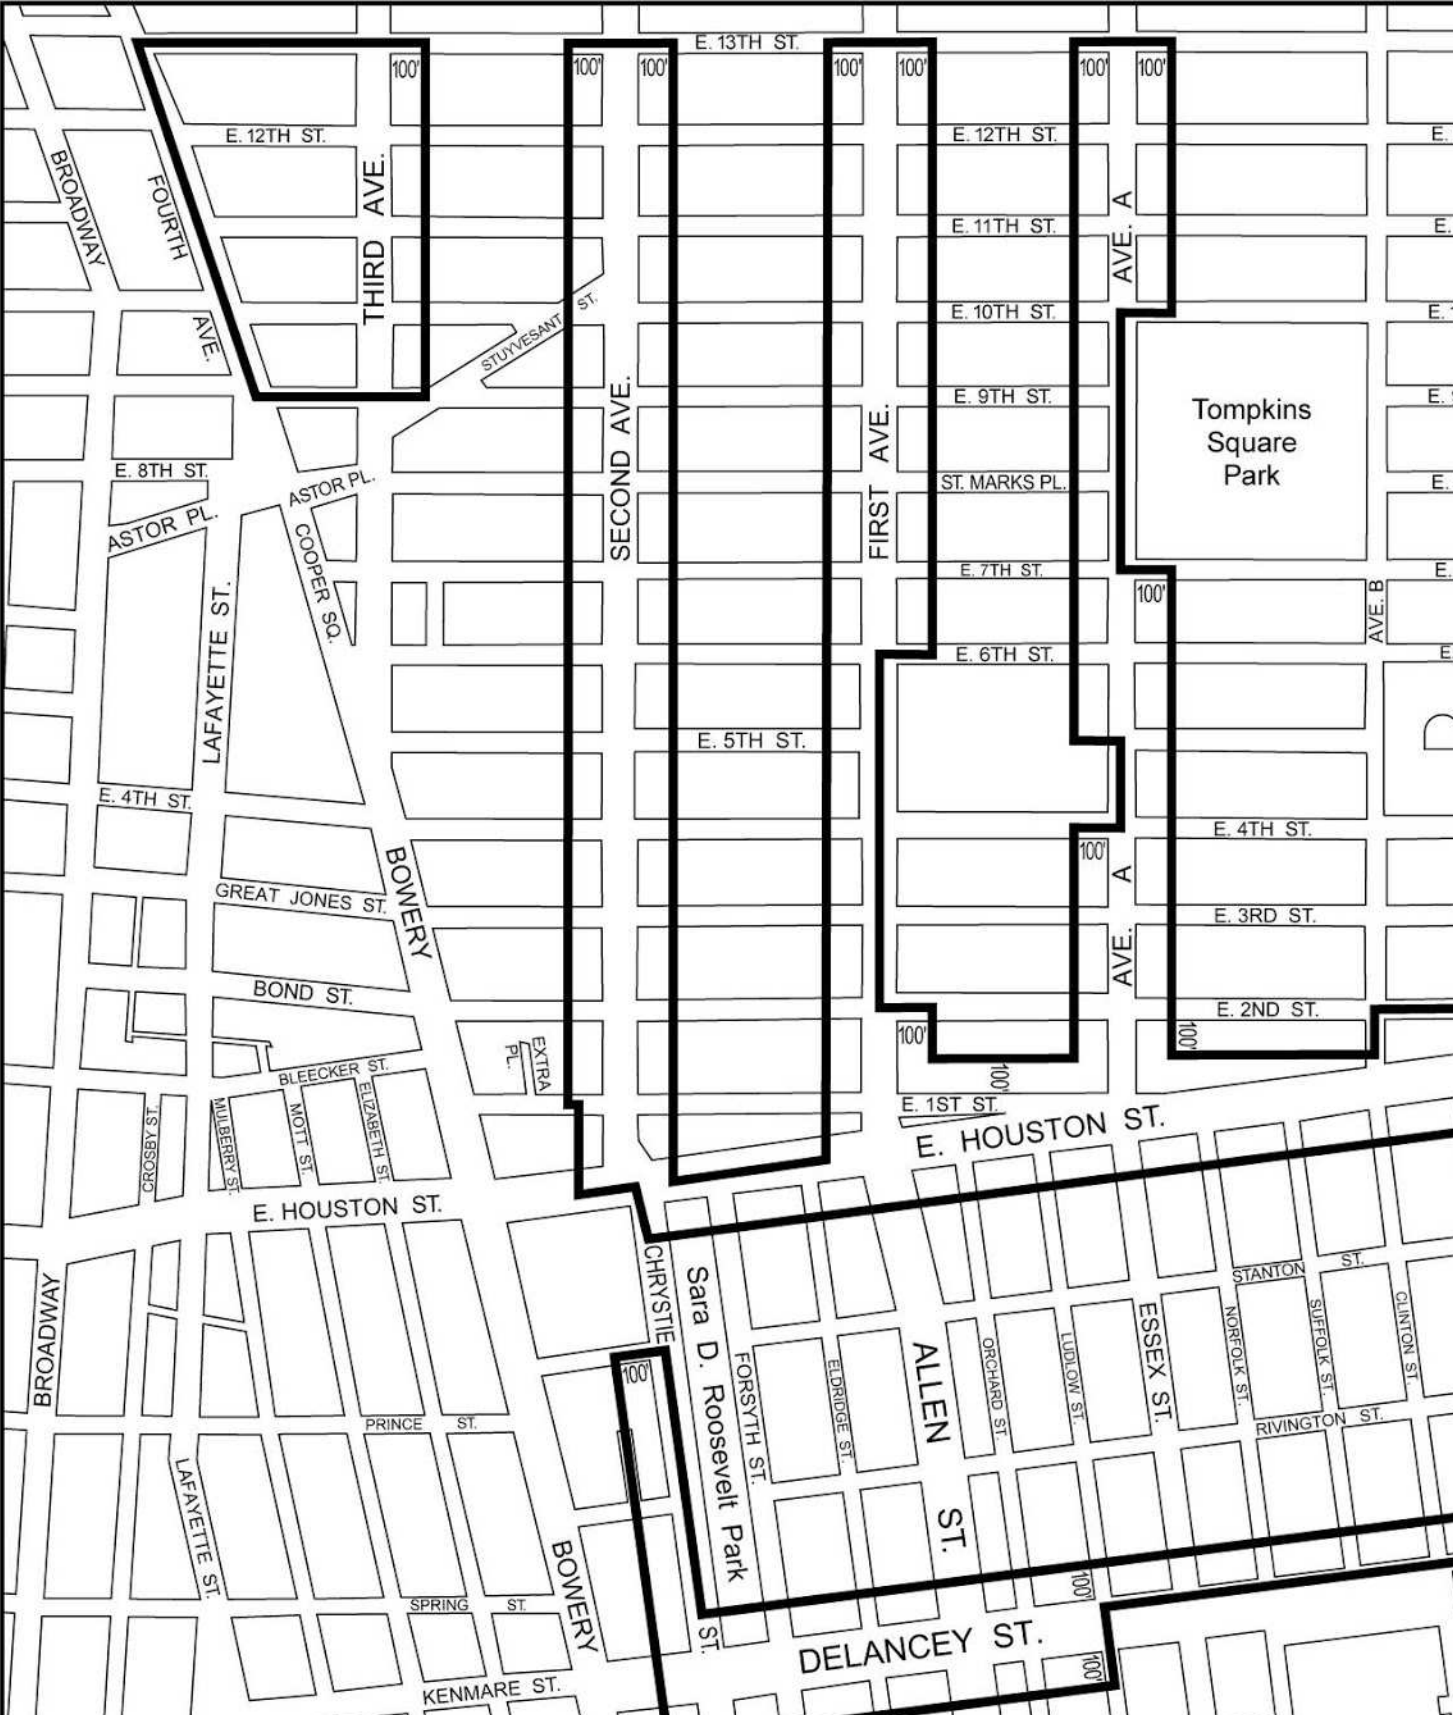 E. 13TH ST.
100'
100'
100'
100'
100'
100'
100'
E. 12TH ST.
E. 12TH ST.
E.
BROADWAY
FOURTH
AVE.
THIRD AVE.
E. 11TH ST.
E.
AVE. A
STUYVESANT ST.
E. 10TH ST.
E.
SECOND AVE.
FIRST AVE.
E. 9TH ST.
E.
Tompkins
Square
Park
E. 8TH ST.
ASTOR PL.
ASTOR PL.
ST. MARKS PL.
E.
COOPER SQ.
LAFAYETTE ST.
E. 7TH ST.
E.
100'
AVE. B
E. 6TH ST.
E.
E. 5TH ST.
E. 4TH ST.
E. 4TH ST.
100'
BOWERY
AVE. A
GREAT JONES ST.
E. 3RD ST.
BOND ST.
E. 2ND ST.
100'
100'
100'
EXTRA
PL.
BLEECKER ST.
CROSBY ST.
MULBERRY ST.
MOTT ST.
ELIZABETH ST.
E. 1ST ST.
E. HOUSTON ST.
E. HOUSTON ST.
BROADWAY
CHRYSTIE ST.
Sara D. Roosevelt Park
STANTON ST.
100'
FORSYTH ST.
ELDRIDGE ST.
ALLEN ST.
ORCHARD ST.
LUDLOW ST.
ESSEX ST.
NORFOLK ST.
SUFFOLK ST.
CLINTON ST.
PRINCE ST.
RIVINGTON ST.
LAFAYETTE ST.
BOWERY
SPRING ST.
100'
DELANCEY ST.
100'
KENMARE ST.